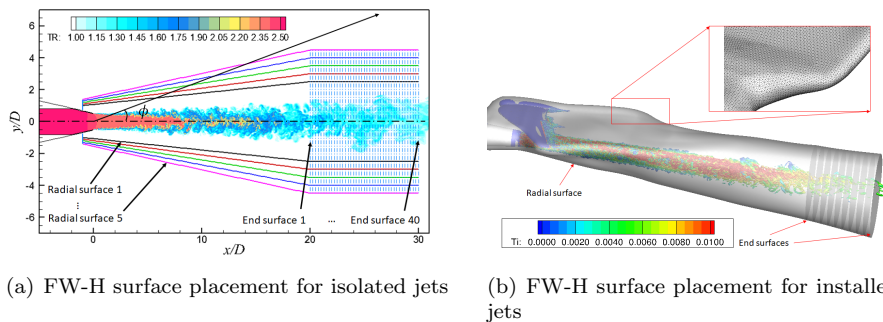 TR: 1.00 1.15 1.30 1.45 1.60 1.75 1.90 2.05 2.20 2.35 2.50
6
4
2
0
-2
-4
-6
y/D
ϕ
Radial surface 1
⋮
Radial surface 5
End surface 1 ... End surface 40
0 10 20 30
x/D
(a) FW-H surface placement for isolated jets
Radial surface
End surfaces
Ti: 0.0000 0.0020 0.0040 0.0060 0.0080 0.0100
(b) FW-H surface placement for installe
jets